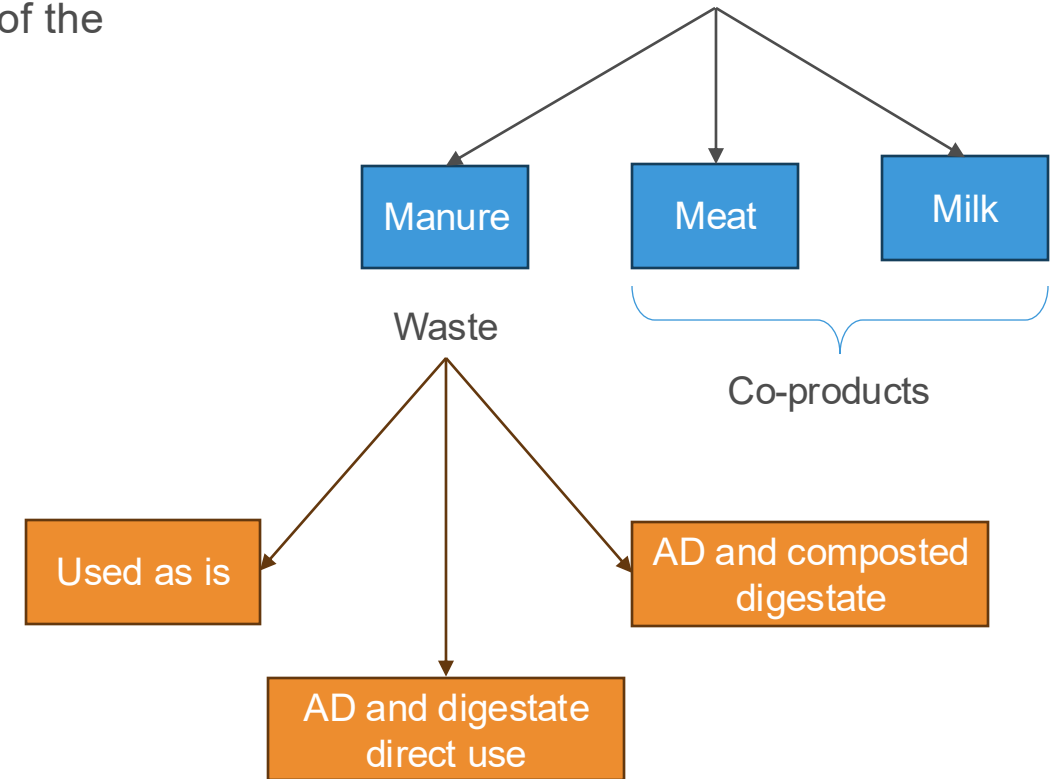 of the
Manure
Meat
Milk
Waste
Co-products
Used as is
AD and composted
digestate
AD and digestate
direct use